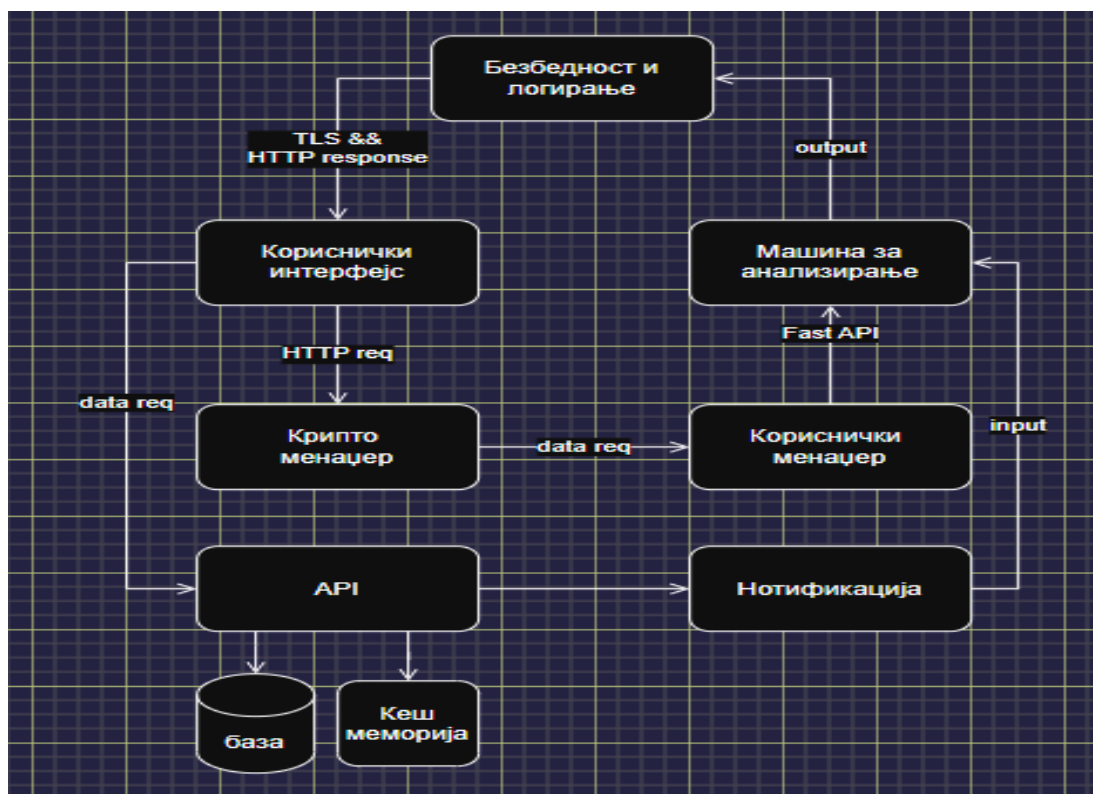 Безбедност и
логирање
TLS &&
HTTP response
output
Кориснички
интерфејс
Машина за
анализирање
HTTP req
Fast API
data req
Крипто
менаџер
data req
Кориснички
менаџер
input
API
Нотификација
база
Кеш
меморија